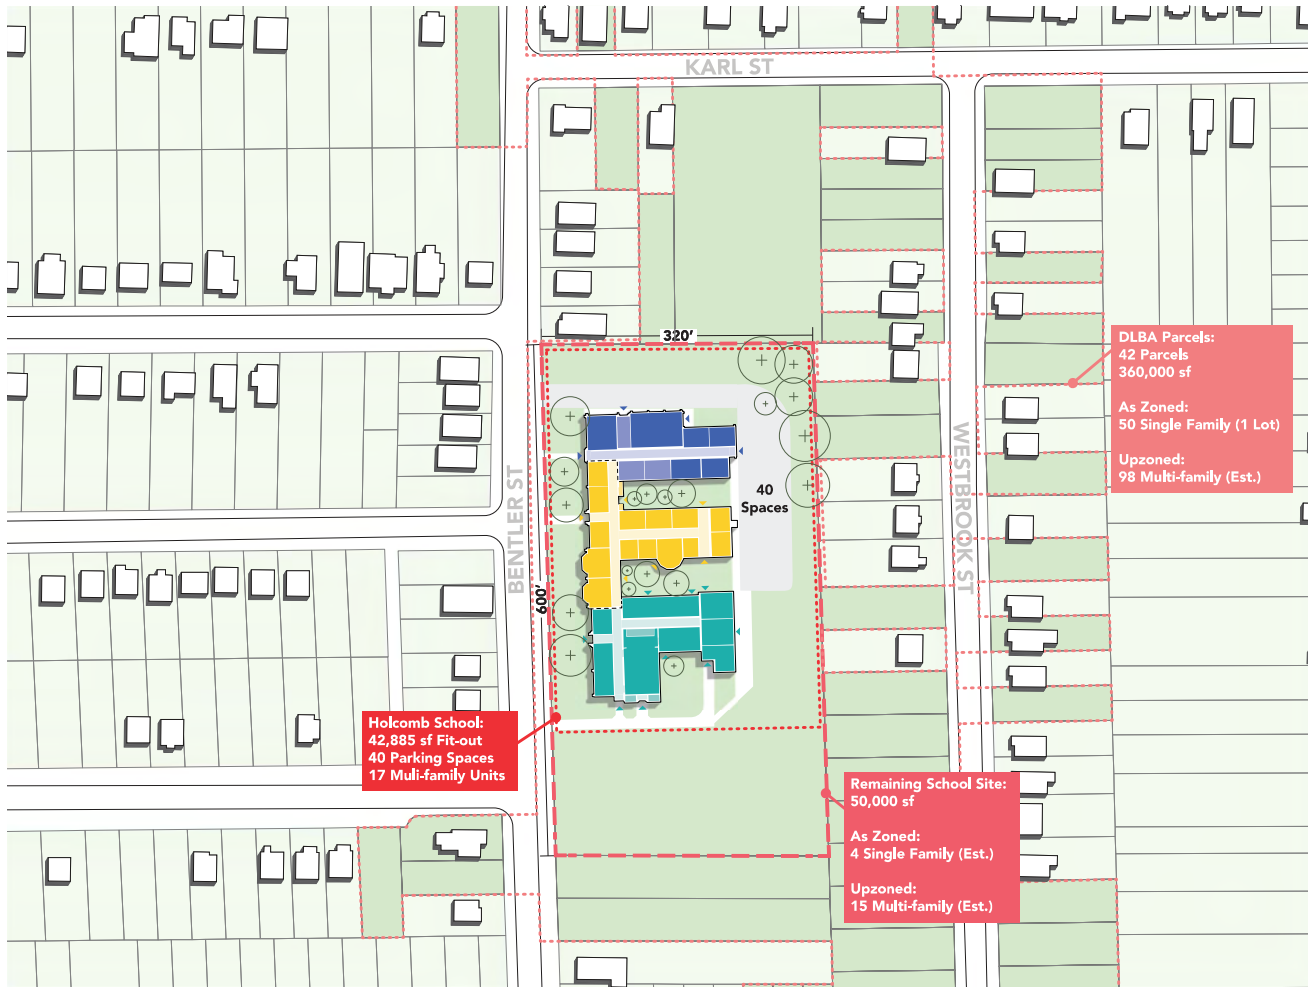 KARL ST
320'
DLBA Parcels:
42 Parcels
360,000 sf
As Zoned:
50 Single Family (1 Lot)
Upzoned:
98 Multi-family (Est.)
WESTBROOK ST
BENTLER ST
40
Spaces
600'
Holcomb School:
42,885 sf Fit-out
40 Parking Spaces
17 Muli-family Units
Remaining School Site:
50,000 sf
As Zoned:
4 Single Family (Est.)
Upzoned:
15 Multi-family (Est.)